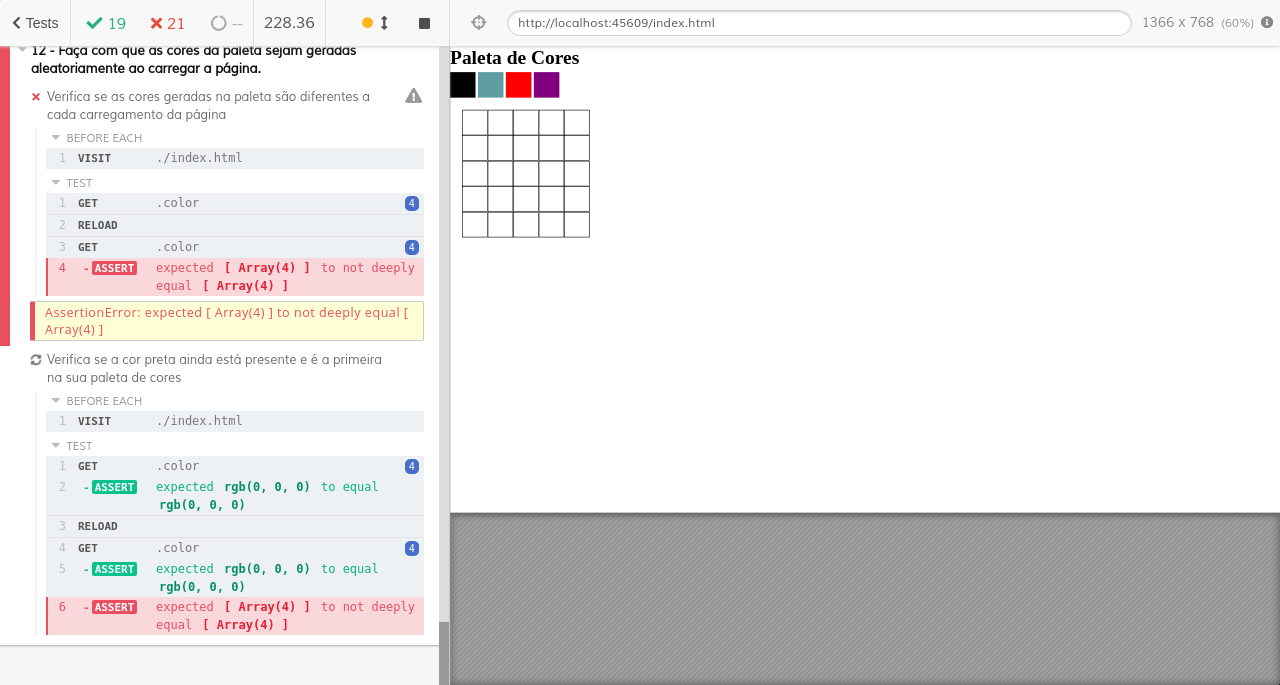 Tests 19 21 -- 228.36
http://localhost:45609/index.html 1366 x 768 (60%)
12 - Faça com que as cores da paleta sejam geradas
aleatoriamente ao carregar a página.
Verifica se as cores geradas na paleta são diferentes a
cada carregamento da página
BEFORE EACH
1 VISIT ./index.html
TEST
1 GET .color 4
2 RELOAD
3 GET .color 4
4 -ASSERT expected [ Array(4) ] to not deeply
equal [ Array(4) ]
AssertionError: expected [ Array(4) ] to not deeply equal [
Array(4) ]
Verifica se a cor preta ainda está presente e é a primeira
na sua paleta de cores
BEFORE EACH
1 VISIT ./index.html
TEST
1 GET .color 4
2 -ASSERT expected rgb(0, 0, 0) to equal
rgb(0, 0, 0)
3 RELOAD
4 GET .color 4
5 -ASSERT expected rgb(0, 0, 0) to equal
rgb(0, 0, 0)
6 -ASSERT expected [ Array(4) ] to not deeply
equal [ Array(4) ]
Paleta de Cores